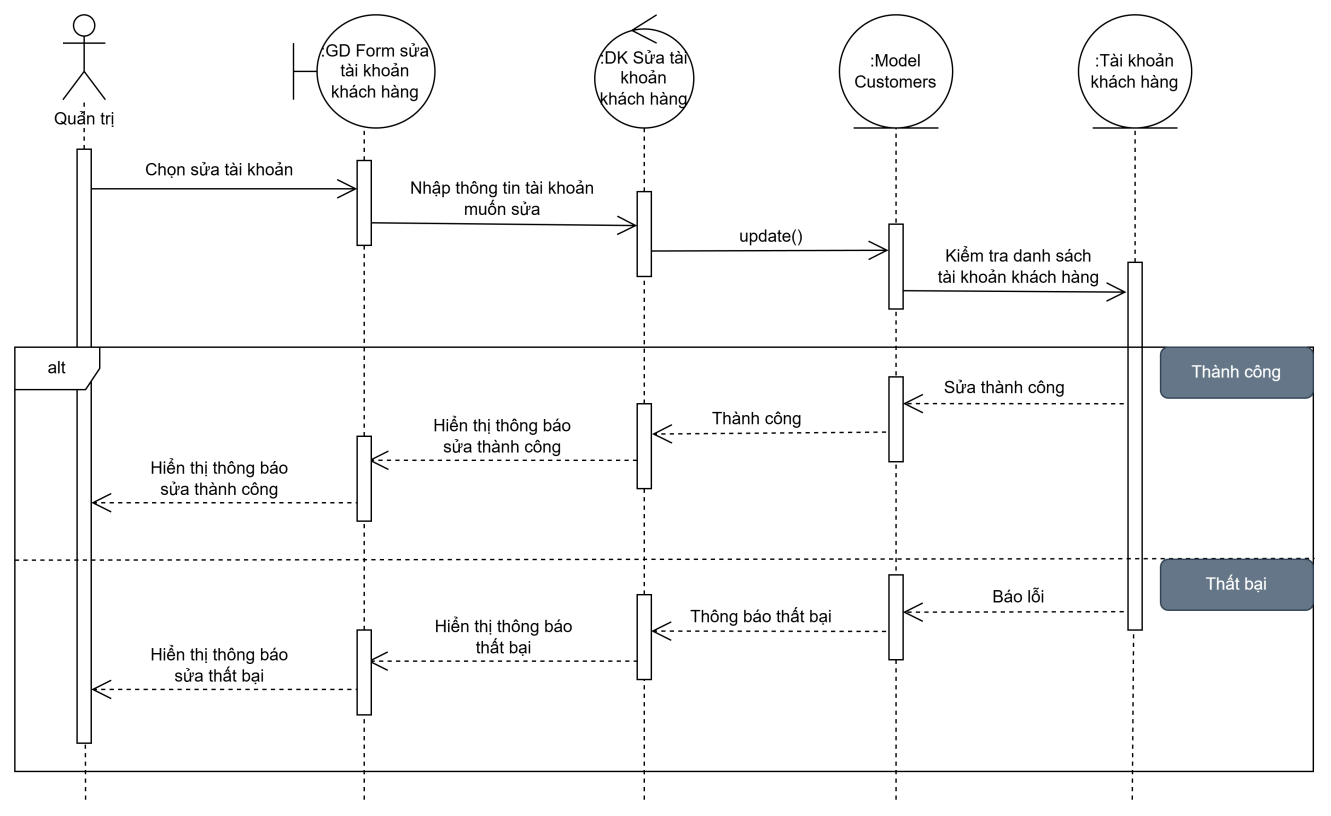 :GD Form sửa
tài khoản
khách hàng
:DK Sửa tài
khoản
khách hàng
:Model
Customers
:Tài khoản
khách hàng
Quản trị
Chọn sửa tài khoản
Nhập thông tin tài khoản
muốn sửa
update()
Kiểm tra danh sách
tài khoản khách hàng
alt
Thành công
Sửa thành công
Thành công
Hiển thị thông báo
sửa thành công
Hiển thị thông báo
sửa thành công
Thất bại
Báo lỗi
Thông báo thất bại
Hiển thị thông báo
thất bại
Hiển thị thông báo
sửa thất bại